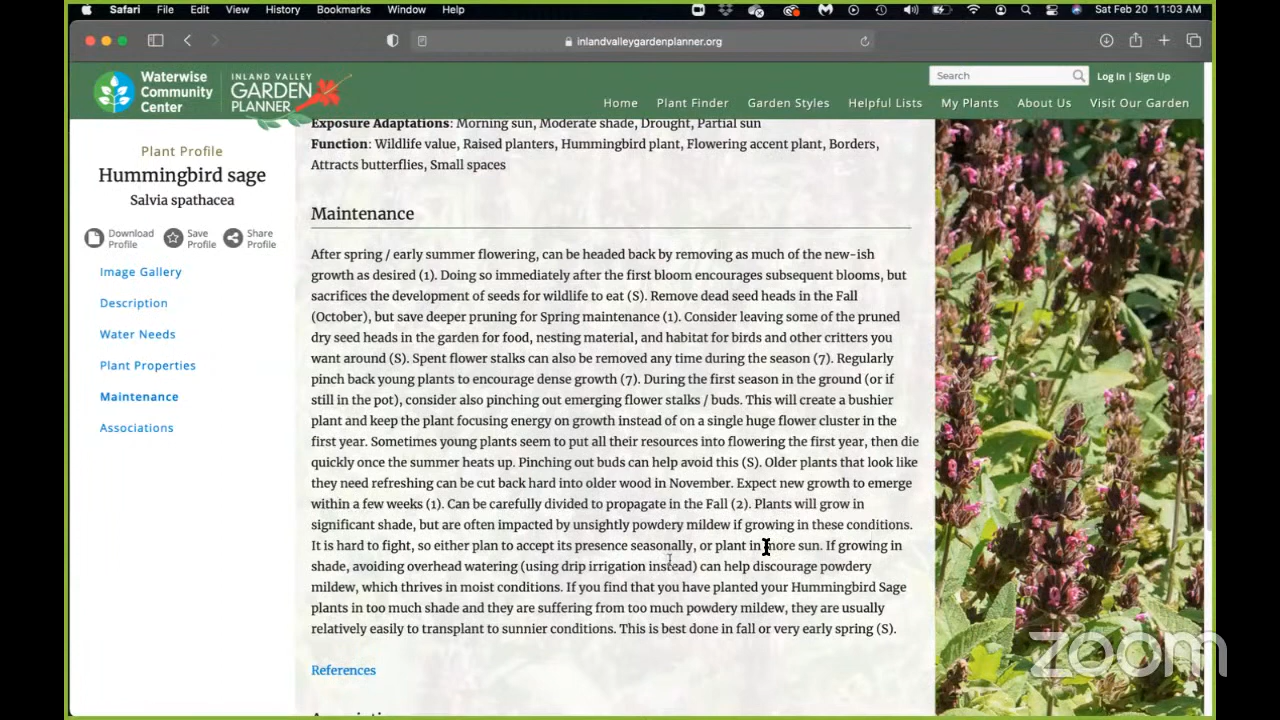 Safari File Edit View History Bookmarks Window Help Sat Feb 20 11:03 AM
inlandvalleygardenplanner.org
Waterwise Community Center
INLAND VALLEY GARDEN PLANNER
Search
Log In | Sign Up
Home Plant Finder Garden Styles Helpful Lists My Plants About Us Visit Our Garden
Plant Profile
Hummingbird sage
Salvia spathacea
Download Profile
Save Profile
Share Profile
Image Gallery
Description
Water Needs
Plant Properties
Maintenance
Associations
Exposure Adaptations: Morning sun, Moderate shade, Drought, Partial sun
Function: Wildlife value, Raised planters, Hummingbird plant, Flowering accent plant, Borders,
Attracts butterflies, Small spaces
Maintenance
After spring / early summer flowering, can be headed back by removing as much of the new-ish
growth as desired (1). Doing so immediately after the first bloom encourages subsequent blooms, but
sacrifices the development of seeds for wildlife to eat (S). Remove dead seed heads in the Fall
(October), but save deeper pruning for Spring maintenance (1). Consider leaving some of the pruned
dry seed heads in the garden for food, nesting material, and habitat for birds and other critters you
want around (S). Spent flower stalks can also be removed any time during the season (7). Regularly
pinch back young plants to encourage dense growth (7). During the first season in the ground (or if
still in the pot), consider also pinching out emerging flower stalks / buds. This will create a bushier
plant and keep the plant focusing energy on growth instead of on a single huge flower cluster in the
first year. Sometimes young plants seem to put all their resources into flowering the first year, then die
quickly once the summer heats up. Pinching out buds can help avoid this (S). Older plants that look like
they need refreshing can be cut back hard into older wood in November. Expect new growth to emerge
within a few weeks (1). Can be carefully divided to propagate in the Fall (2). Plants will grow in
significant shade, but are often impacted by unsightly powdery mildew if growing in these conditions.
It is hard to fight, so either plan to accept its presence seasonally, or plant in more sun. If growing in
shade, avoiding overhead watering (using drip irrigation instead) can help discourage powdery
mildew, which thrives in moist conditions. If you find that you have planted your Hummingbird Sage
plants in too much shade and they are suffering from too much powdery mildew, they are usually
relatively easily to transplant to sunnier conditions. This is best done in fall or very early spring (S).
References
zoom